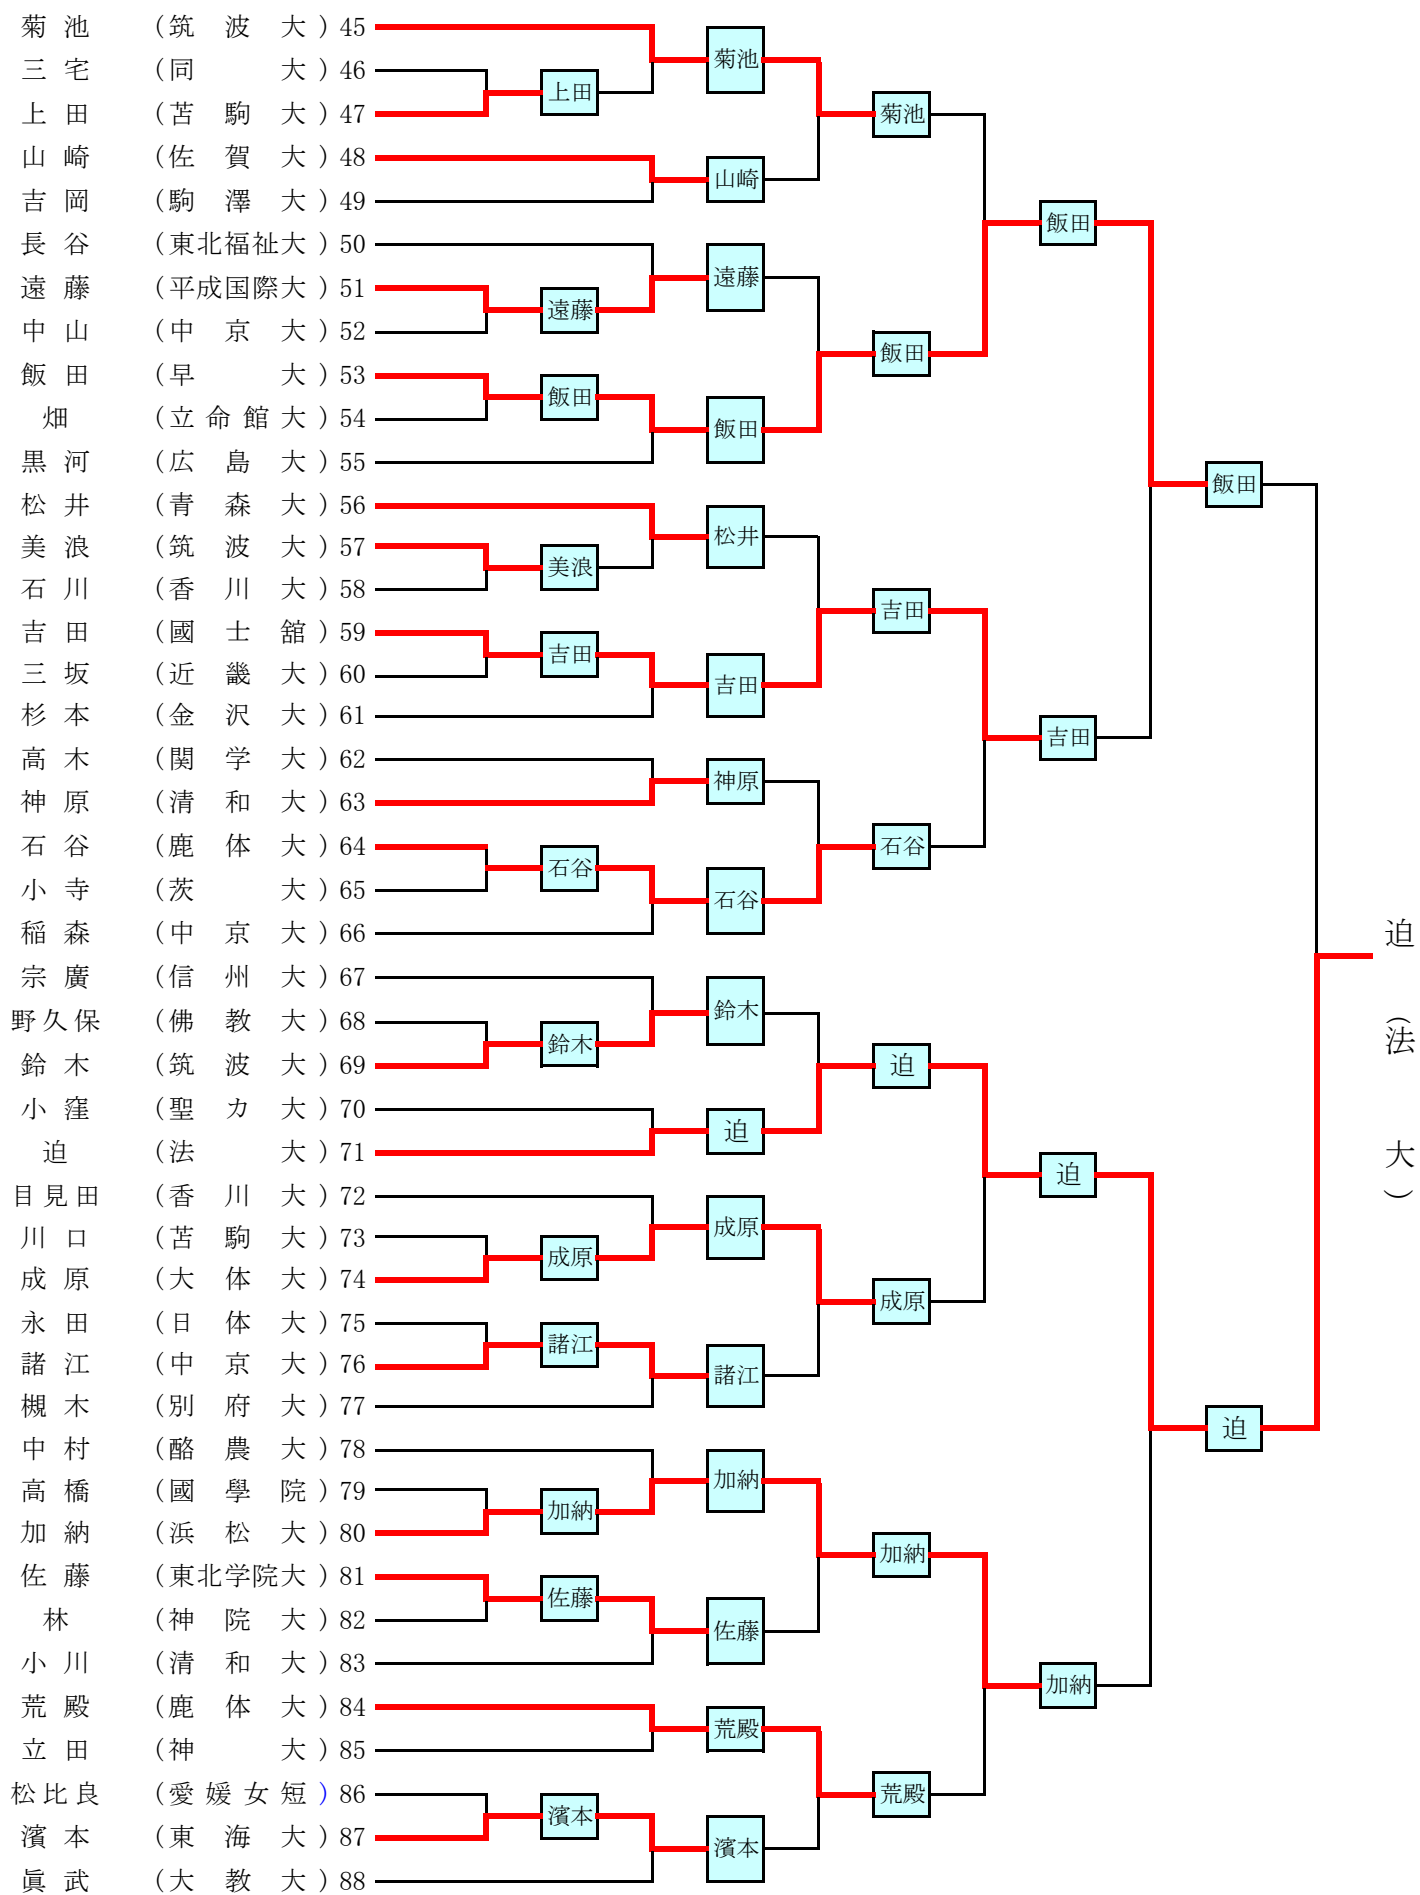 菊池 (筑波大) 45
三宅 (同大) 46
上田 (苫駒大) 47
山崎 (佐賀大) 48
吉岡 (駒澤大) 49
長谷 (東北福祉大) 50
遠藤 (平成国際大) 51
中山 (中京大) 52
飯田 (早大) 53
畑 (立命館大) 54
黒河 (広島大) 55
松井 (青森大) 56
美浪 (筑波大) 57
石川 (香川大) 58
吉田 (國士舘) 59
三坂 (近畿大) 60
杉本 (金沢大) 61
高木 (関学大) 62
神原 (清和大) 63
石谷 (鹿体大) 64
小寺 (茨大) 65
稲森 (中京大) 66
宗廣 (信州大) 67
野久保 (佛教大) 68
鈴木 (筑波大) 69
小窪 (聖カ大) 70
迫 (法大) 71
目見田 (香川大) 72
川口 (苫駒大) 73
成原 (大体大) 74
永田 (日体大) 75
諸江 (中京大) 76
槻木 (別府大) 77
中村 (酪農大) 78
高橋 (國學院) 79
加納 (浜松大) 80
佐藤 (東北学院大) 81
林 (神院大) 82
小川 (清和大) 83
荒殿 (鹿体大) 84
立田 (神大) 85
松比良 (愛媛女短) 86
濱本 (東海大) 87
眞武 (大教大) 88
上田
遠藤
飯田
美浪
吉田
石谷
鈴木
成原
諸江
加納
佐藤
濱本
菊池
山崎
遠藤
飯田
松井
吉田
神原
石谷
鈴木
迫
成原
諸江
加納
佐藤
荒殿
濱本
菊池
飯田
吉田
石谷
迫
成原
加納
荒殿
飯田
吉田
迫
加納
飯田
迫
迫(法大)